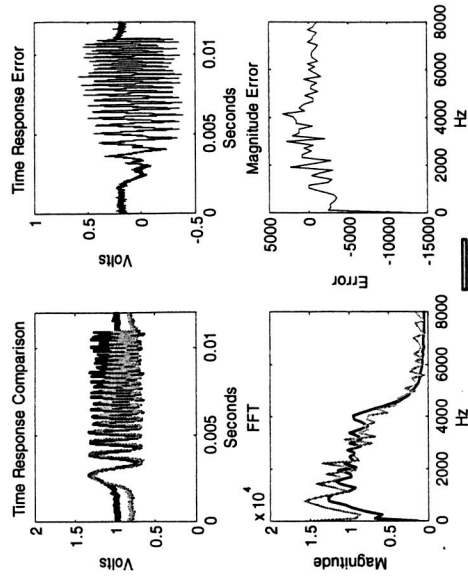 Time Response Comparison
2
1.5
1
0.5
0
Volts
0
0.005
0.01
Seconds
Time Response Error
1
0.5
0
-0.5
Volts
0
0.005
0.01
Seconds
FFT
x 10⁴
2
1.5
1
0.5
0
Magnitude
0
2000
4000
6000
8000
Hz
Magnitude Error
5000
0
-5000
-10000
-15000
Error
0
2000
4000
6000
8000
Hz